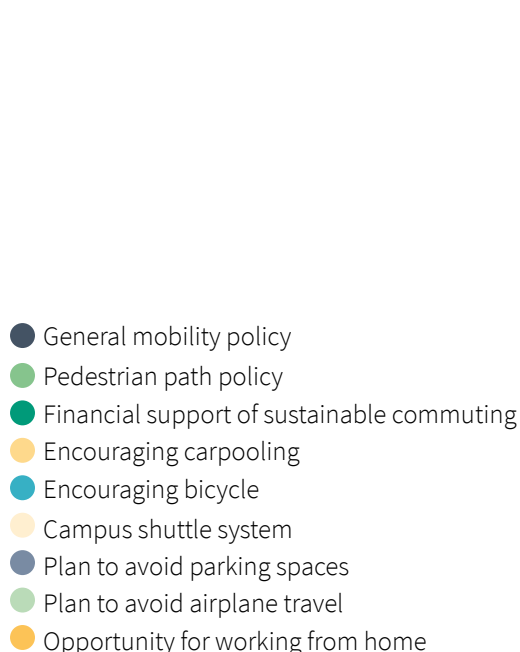 General mobility policy
Pedestrian path policy
Financial support of sustainable commuting
Encouraging carpooling
Encouraging bicycle
Campus shuttle system
Plan to avoid parking spaces
Plan to avoid airplane travel
Opportunity for working from home